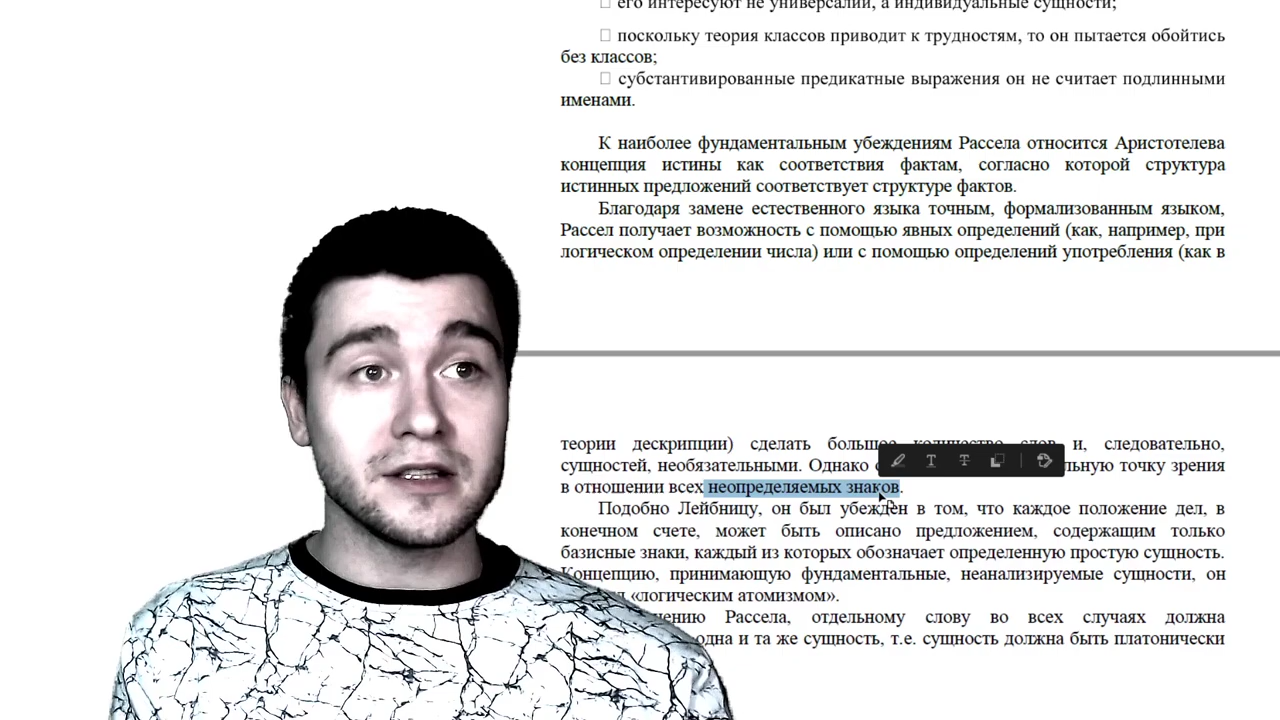 его интересуют не универсалии, а индивидуальные сущности;
поскольку теория классов приводит к трудностям, то он пытается обойтись
без классов;
субстантивированные предикатные выражения он не считает подлинными
именами.
К наиболее фундаментальным убеждениям Рассела относится Аристотелева
концепция истины как соответствия фактам, согласно которой структура
истинных предложений соответствует структуре фактов.
Благодаря замене естественного языка точным, формализованным языком,
Рассел получает возможность с помощью явных определений (как, например, при
логическом определении числа) или с помощью определений употребления (как в
теории дескрипции) сделать большое количество слов и, следовательно,
сущностей, необязательными. Однако точку зрения
в отношении всех неопределяемых знаков.
Подобно Лейбницу, он был убежден в том, что каждое положение дел, в
конечном счете, может быть описано предложением, содержащим только
базисные знаки, каждый из которых обозначает определенную простую сущность.
Концепцию, принимающую фундаментальные, неанализируемые сущности, он
«логическим атомизмом».
Рассела, отдельному слову во всех случаях должна
одна и та же сущность, т.е. сущность должна быть платонически